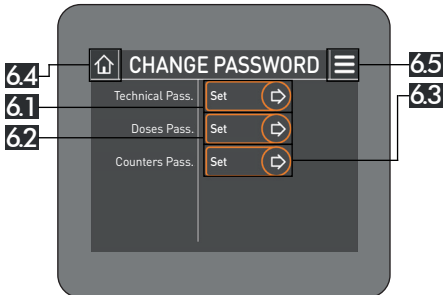 CHANGE PASSWORD
6.4
6.5
6.1
Technical Pass. Set
6.3
6.2
Doses Pass. Set
Counters Pass. Set